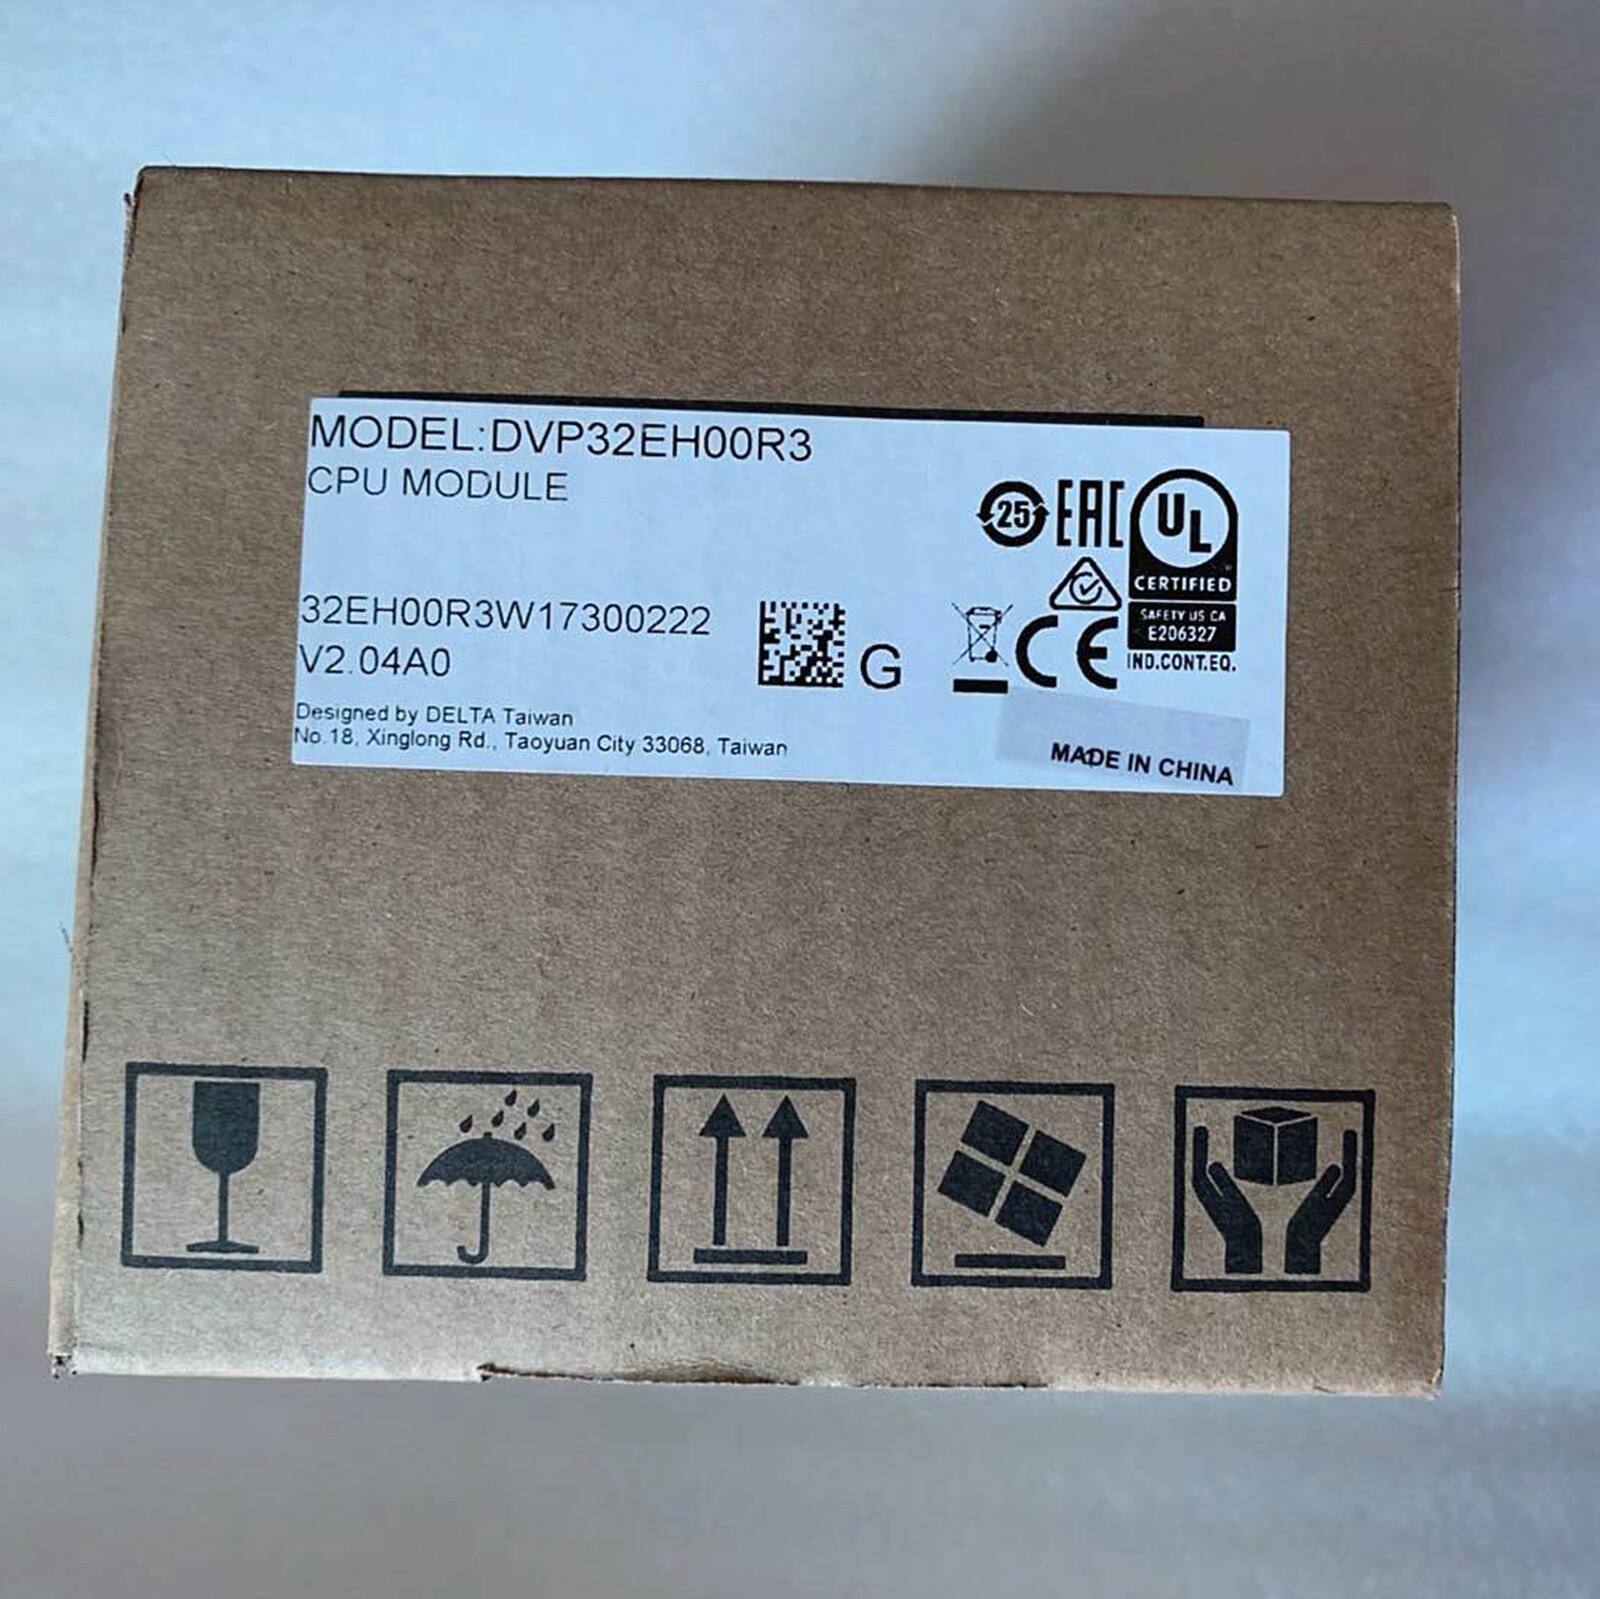 MODEL:DVP32EH00R3
CPU MODULE
25 EAC UL
CERTIFIED
SAFETY US CA
E206327
IND.CONT.EQ.
32EH00R3W17300222
V2.04A0
G
CE
Designed by DELTA Taiwan
No.18, Xinglong Rd., Taoyuan City 33068, Taiwan
MADE IN CHINA